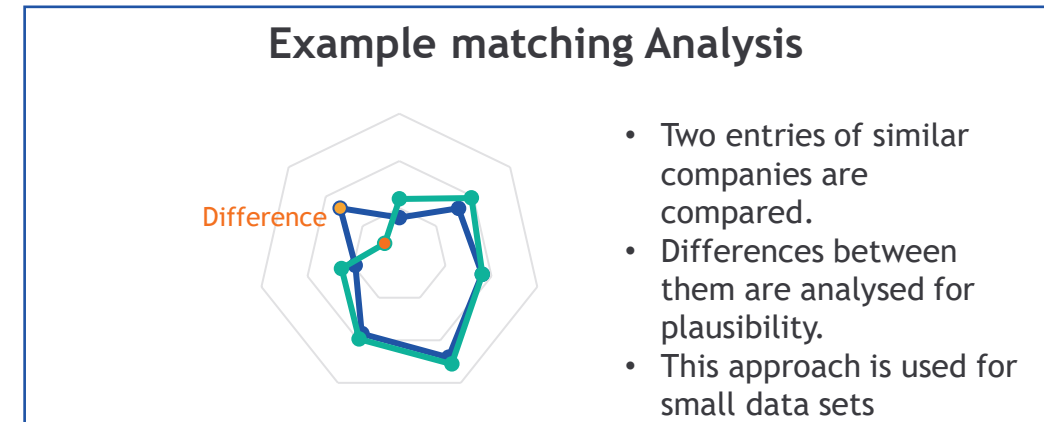 Example matching Analysis
Difference
• Two entries of similar
companies are
compared.
• Differences between
them are analysed for
plausibility.
• This approach is used for
small data sets